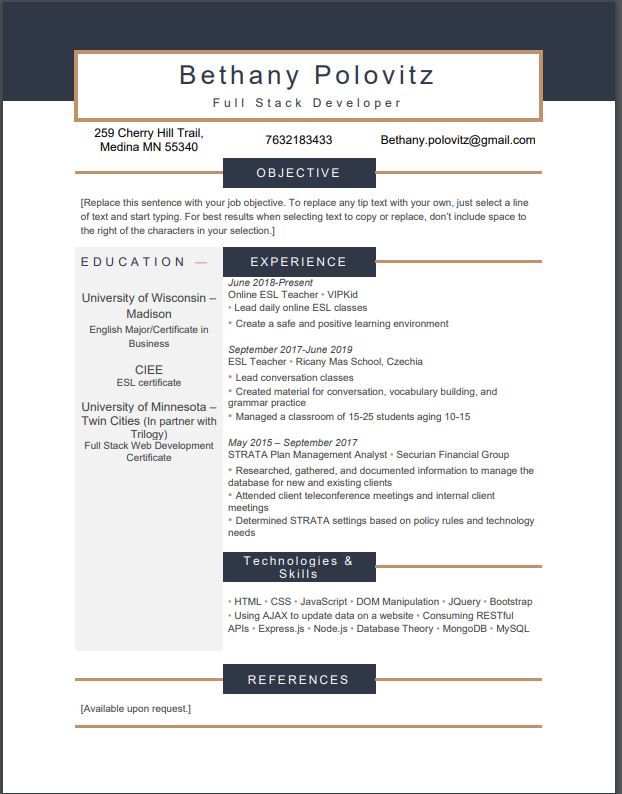 Bethany Polovitz
Full Stack Developer
259 Cherry Hill Trail,
Medina MN 55340
7632183433
Bethany.polovitz@gmail.com
OBJECTIVE
[Replace this sentence with your job objective. To replace any tip text with your own, just select a line
of text and start typing. For best results when selecting text to copy or replace, don’t include space to
the right of the characters in your selection.]
EDUCATION —
University of Wisconsin –
Madison
English Major/Certificate in
Business
CIEE
ESL certificate
University of Minnesota –
Twin Cities (In partner with
Trilogy)
Full Stack Web Development
Certificate
EXPERIENCE
June 2018-Present
Online ESL Teacher • VIPKid
• Lead daily online ESL classes
• Create a safe and positive learning environment
September 2017-June 2019
ESL Teacher • Ricany Mas School, Czechia
• Lead conversation classes
• Created material for conversation, vocabulary building, and
grammar practice
• Managed a classroom of 15-25 students aging 10-15
May 2015 – September 2017
STRATA Plan Management Analyst • Securian Financial Group
• Researched, gathered, and documented information to manage the
database for new and existing clients
• Attended client teleconference meetings and internal client
meetings
• Determined STRATA settings based on policy rules and technology
needs
Technologies &
Skills
• HTML • CSS • JavaScript • DOM Manipulation • JQuery • Bootstrap
• Using AJAX to update data on a website • Consuming RESTful
APIs • Express.js • Node.js • Database Theory • MongoDB • MySQL
REFERENCES
[Available upon request.]